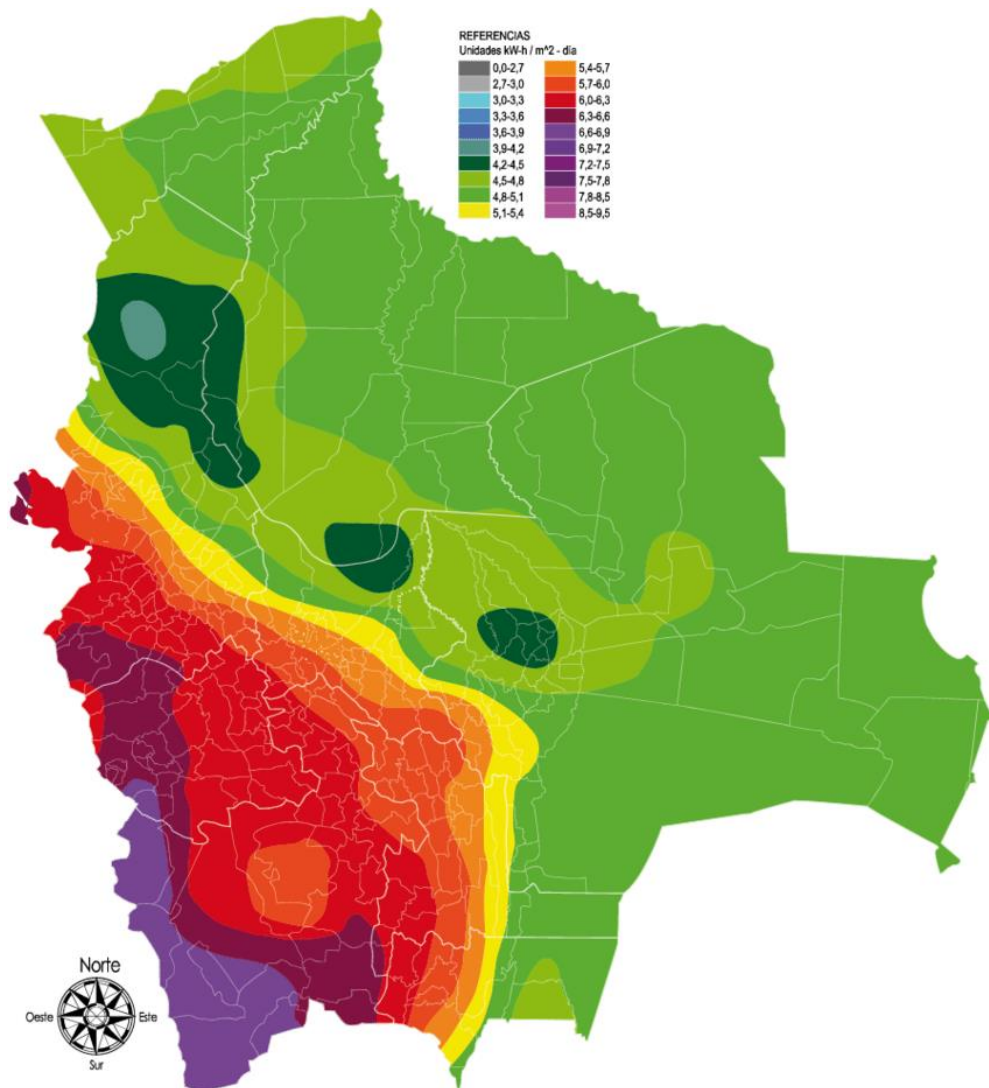 REFERENCIAS
Unidades kW-h / m^2 - día
0,0-2,7 5,4-5,7
2,7-3,0 5,7-6,0
3,0-3,3 6,0-6,3
3,3-3,6 6,3-6,6
3,6-3,9 6,6-6,9
3,9-4,2 6,9-7,2
4,2-4,5 7,2-7,5
4,5-4,8 7,5-7,8
4,8-5,1 7,8-8,5
5,1-5,4 8,5-9,5
Norte
Oeste Este
Sur